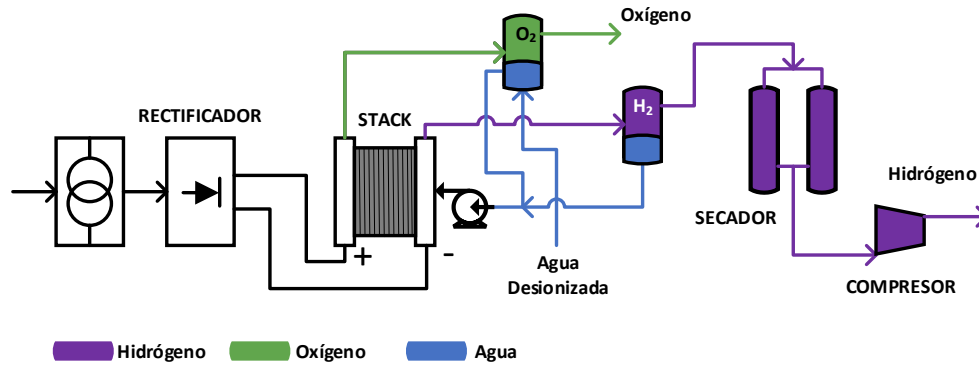 Oxígeno
O₂
RECTIFICADOR
STACK
H₂
Hidrógeno
SECADOR
+
-
Agua
Desionizada
COMPRESOR
Hidrógeno
Oxígeno
Agua